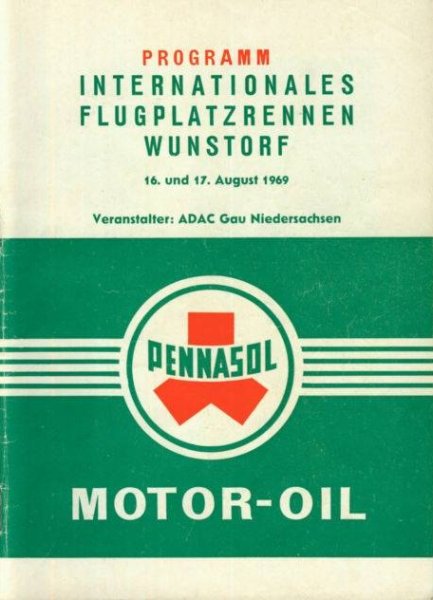 PROGRAMM
INTERNATIONALES
FLUGPLATZRENNEN
WUNSTORF
16. und 17. August 1969
Veranstalter: ADAC Gau Niedersachsen
PENNASOL
MOTOR-OIL